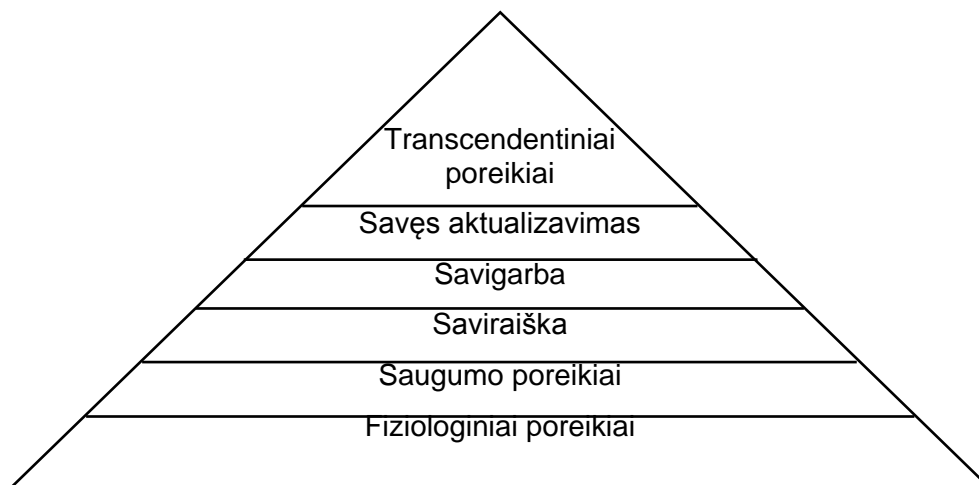 Transcendentiniai
poreikiai
Savęs aktualizavimas
Savigarba
Saviraiška
Saugumo poreikiai
Fiziologiniai poreikiai